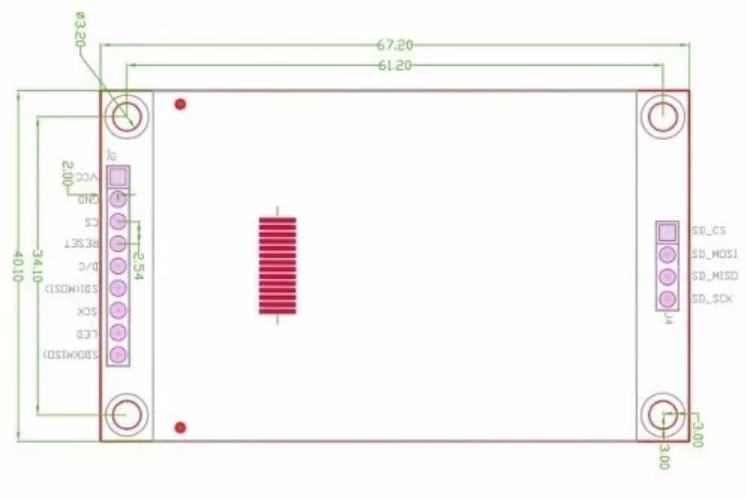 ø3.20
67.20
61.20
J2
2.00
VCC
GND
CS
RESET
D/C
SDI(MOSI)
SCK
LED
SDO(MISO)
2.54
34.10
40.10
SD_CS
SD_MOSI
SD_MISO
SD_SCK
J4
3.00
3.00